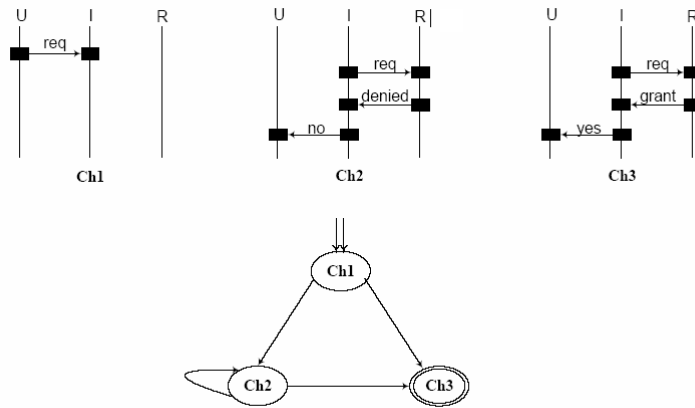 U I R
req
Ch1
U I R
req
denied
no
Ch2
U I R
req
grant
yes
Ch3
Ch1
Ch2
Ch3